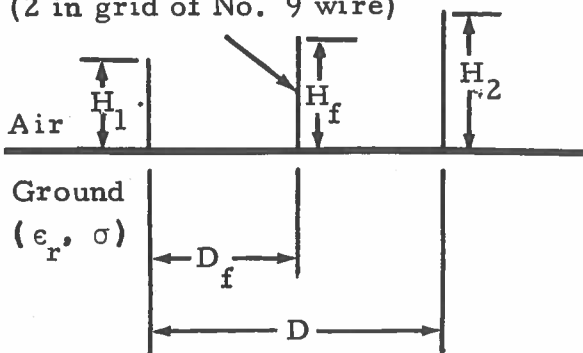 (2 in grid of No. 9 wire)
H1
Hf
H2
Air
Ground
(ϵr, σ)
Df
D